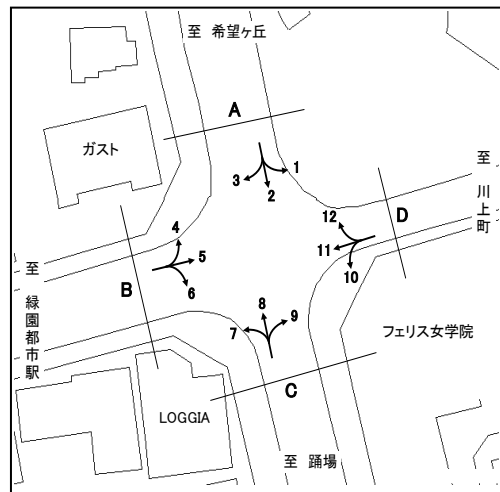 至 希望ヶ丘
A
ガスト
1
2
3
至 川上町
D
12
11
10
4
5
6
B
至 緑園都市駅
8
7
9
フェリス女学院
C
LOGGIA
至 踊場